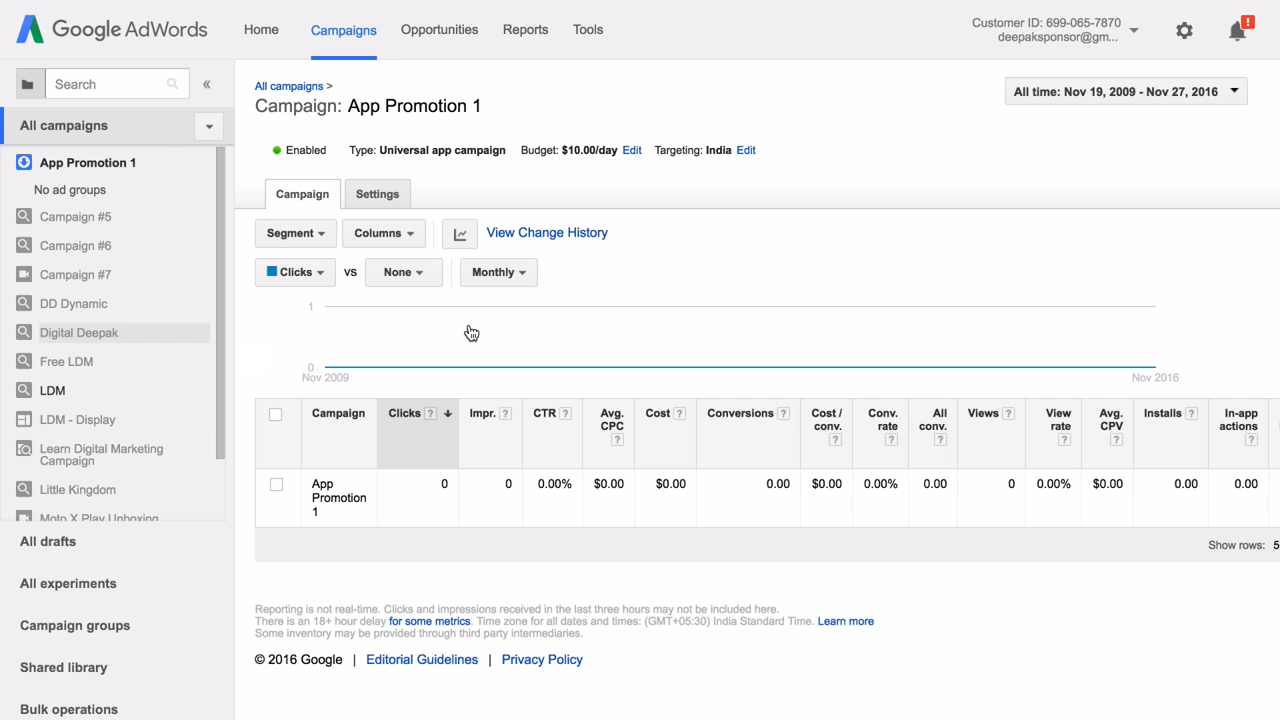 Google AdWords
Home
Campaigns
Opportunities
Reports
Tools
Customer ID: 699-065-7870
deepaksponsor@gm...
!
Search
«
All campaigns
App Promotion 1
No ad groups
Campaign #5
Campaign #6
Campaign #7
DD Dynamic
Digital Deepak
Free LDM
LDM
LDM - Display
Learn Digital Marketing
Campaign
Little Kingdom
Moto X Play Unboxing
All drafts
All experiments
Campaign groups
Shared library
Bulk operations
All campaigns >
Campaign: App Promotion 1
All time: Nov 19, 2009 - Nov 27, 2016
Enabled Type: Universal app campaign Budget: $10.00/day Edit Targeting: India Edit
Campaign
Settings
Segment
Columns
View Change History
Clicks
vs
None
Monthly
1
0
Nov 2009
Nov 2016
Campaign
Clicks ?
Impr. ?
CTR ?
Avg.
CPC
?
Cost ?
Conversions ?
Cost /
conv.
?
Conv.
rate
?
All
conv.
?
Views ?
View
rate
?
Avg.
CPV
?
Installs ?
In-app
actions
?
App
Promotion
1
0
0
0.00%
$0.00
$0.00
0.00
$0.00
0.00%
0.00
0
0.00%
$0.00
0.00
0.00
Show rows: 5
Reporting is not real-time. Clicks and impressions received in the last three hours may not be included here.
There is an 18+ hour delay for some metrics. Time zone for all dates and times: (GMT+05:30) India Standard Time. Learn more
Some inventory may be provided through third party intermediaries.
© 2016 Google | Editorial Guidelines | Privacy Policy